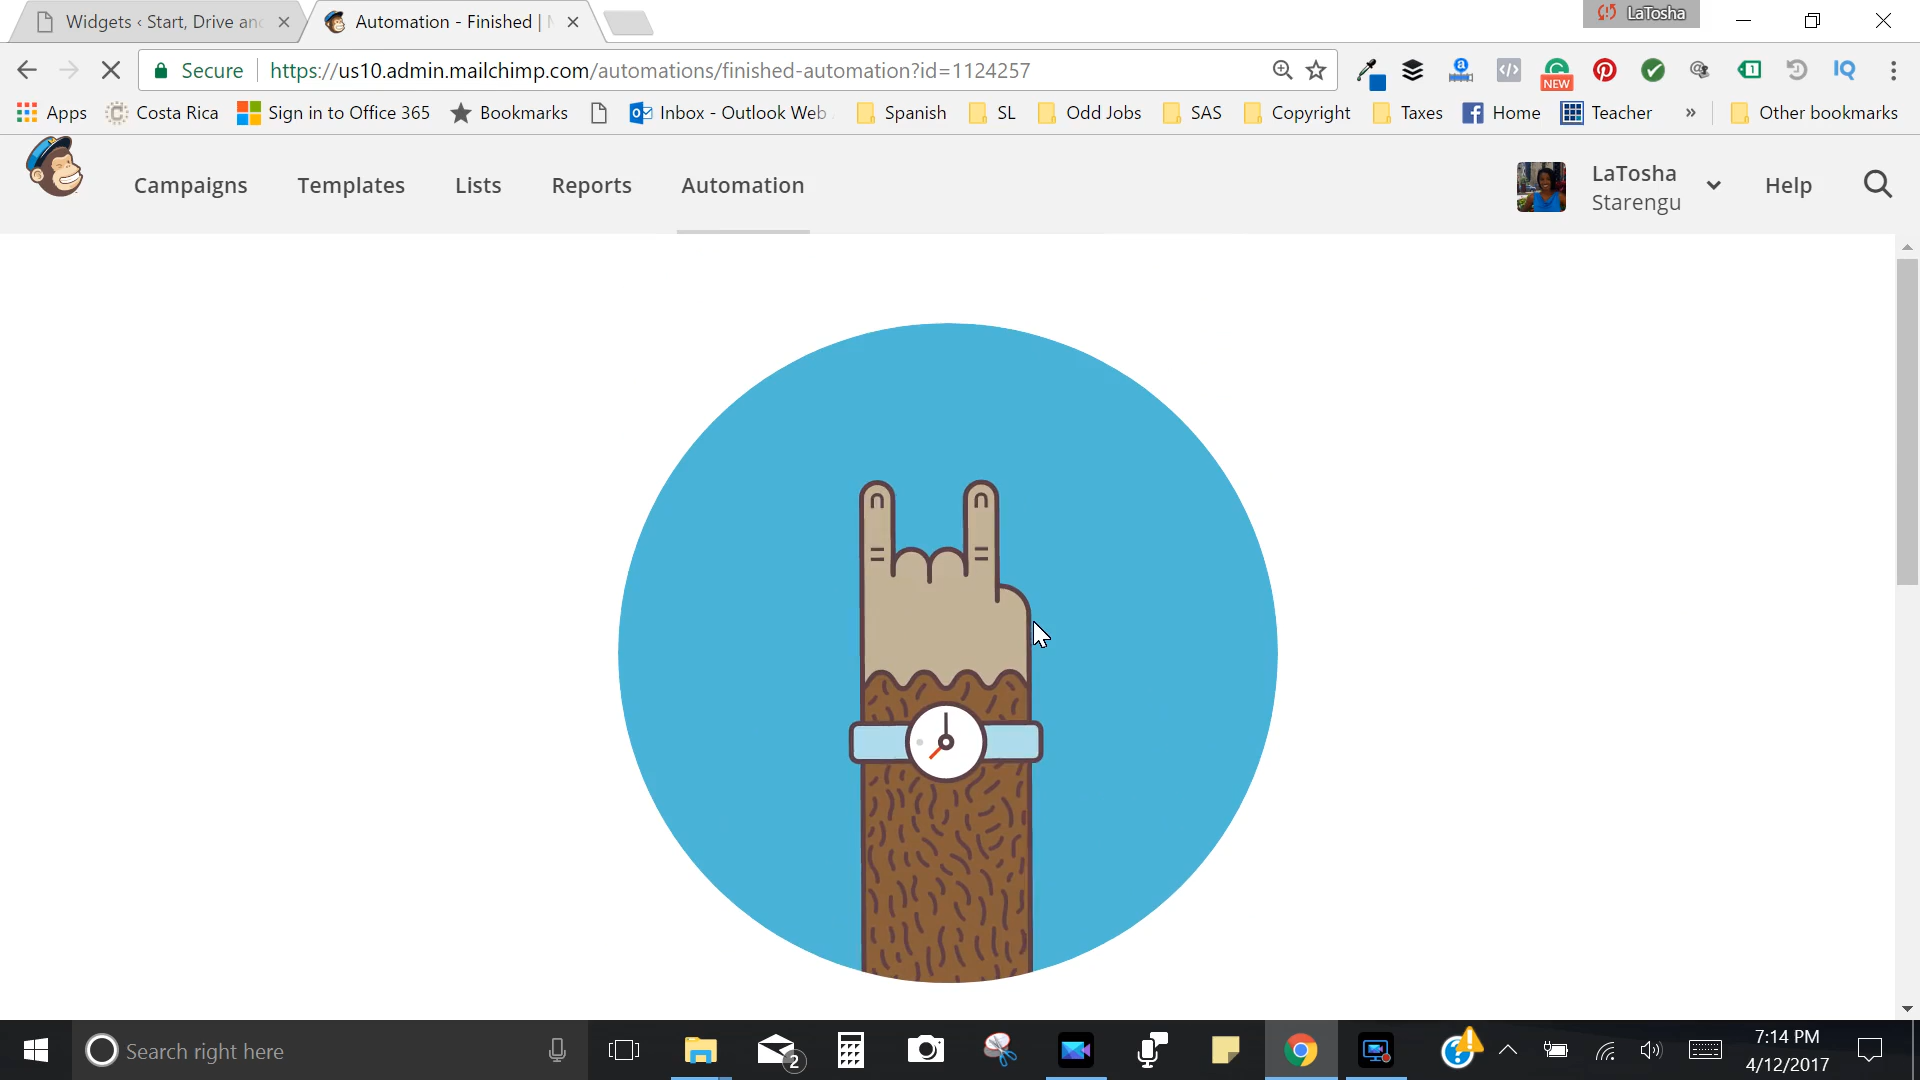 Widgets ‹ Start, Drive an
Automation - Finished |
LaTosha
Secure
https://us10.admin.mailchimp.com/automations/finished-automation?id=1124257
NEW
IQ
Apps
Costa Rica
Sign in to Office 365
Bookmarks
Inbox - Outlook Web
Spanish
SL
Odd Jobs
SAS
Copyright
Taxes
Home
Teacher
»
Other bookmarks
Campaigns
Templates
Lists
Reports
Automation
LaTosha
Starengu
Help
Search right here
2
7:14 PM
4/12/2017